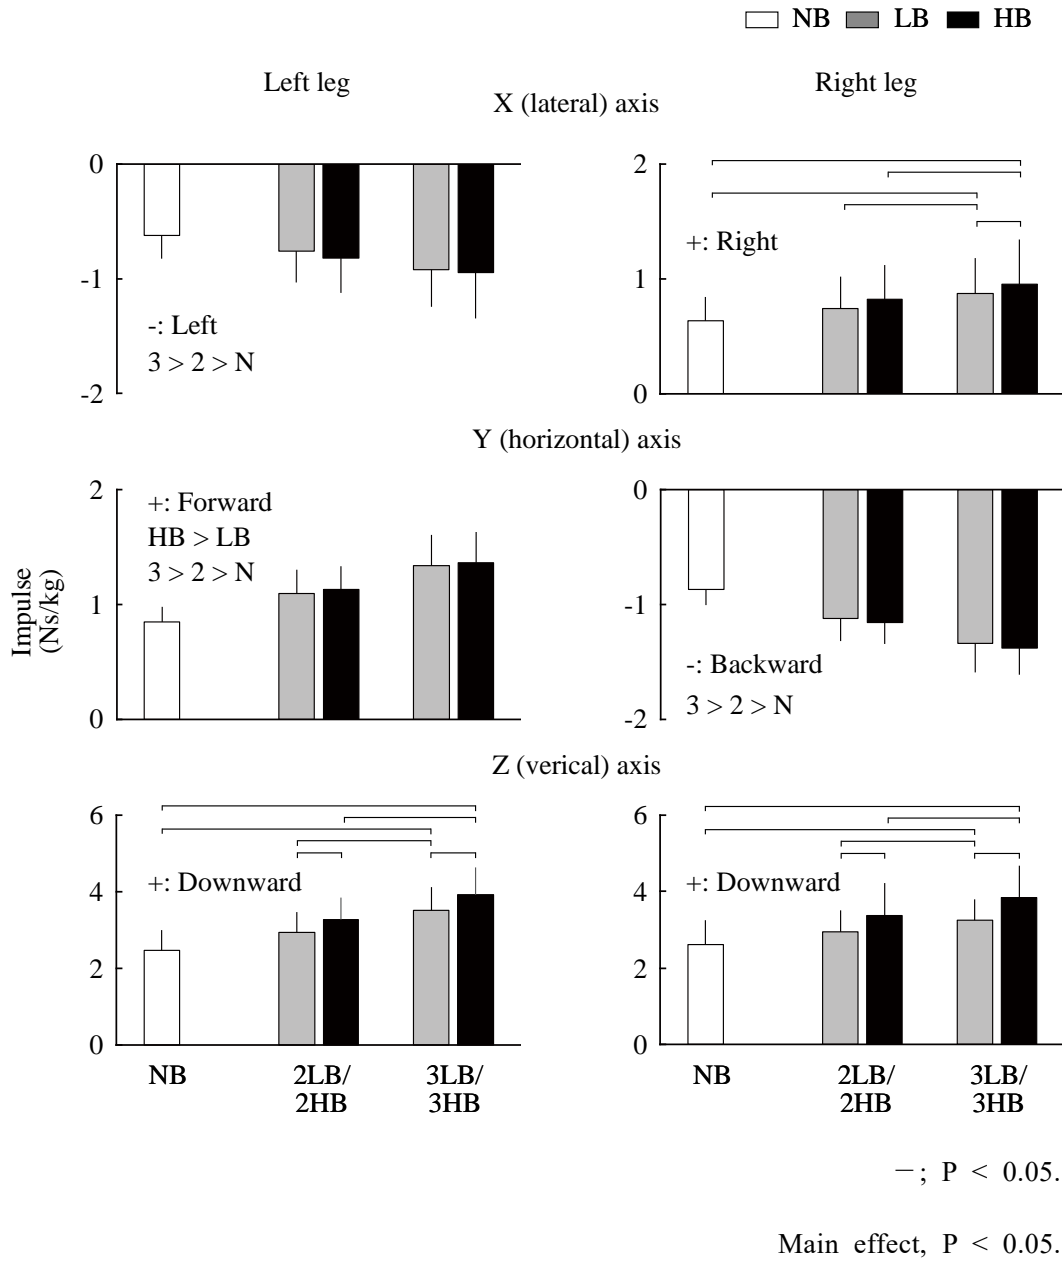 NB LB HB
Left leg
Right leg
X (lateral) axis
0
-1
-2
-: Left
3 > 2 > N
2
1
0
+: Right
Y (horizontal) axis
Impulse
(Ns/kg)
2
1
0
+: Forward
HB > LB
3 > 2 > N
0
-1
-2
-: Backward
3 > 2 > N
Z (verical) axis
6
4
2
0
+: Downward
NB
2LB/
2HB
3LB/
3HB
6
4
2
0
+: Downward
NB
2LB/
2HB
3LB/
3HB
—; P < 0.05.
Main effect, P < 0.05.